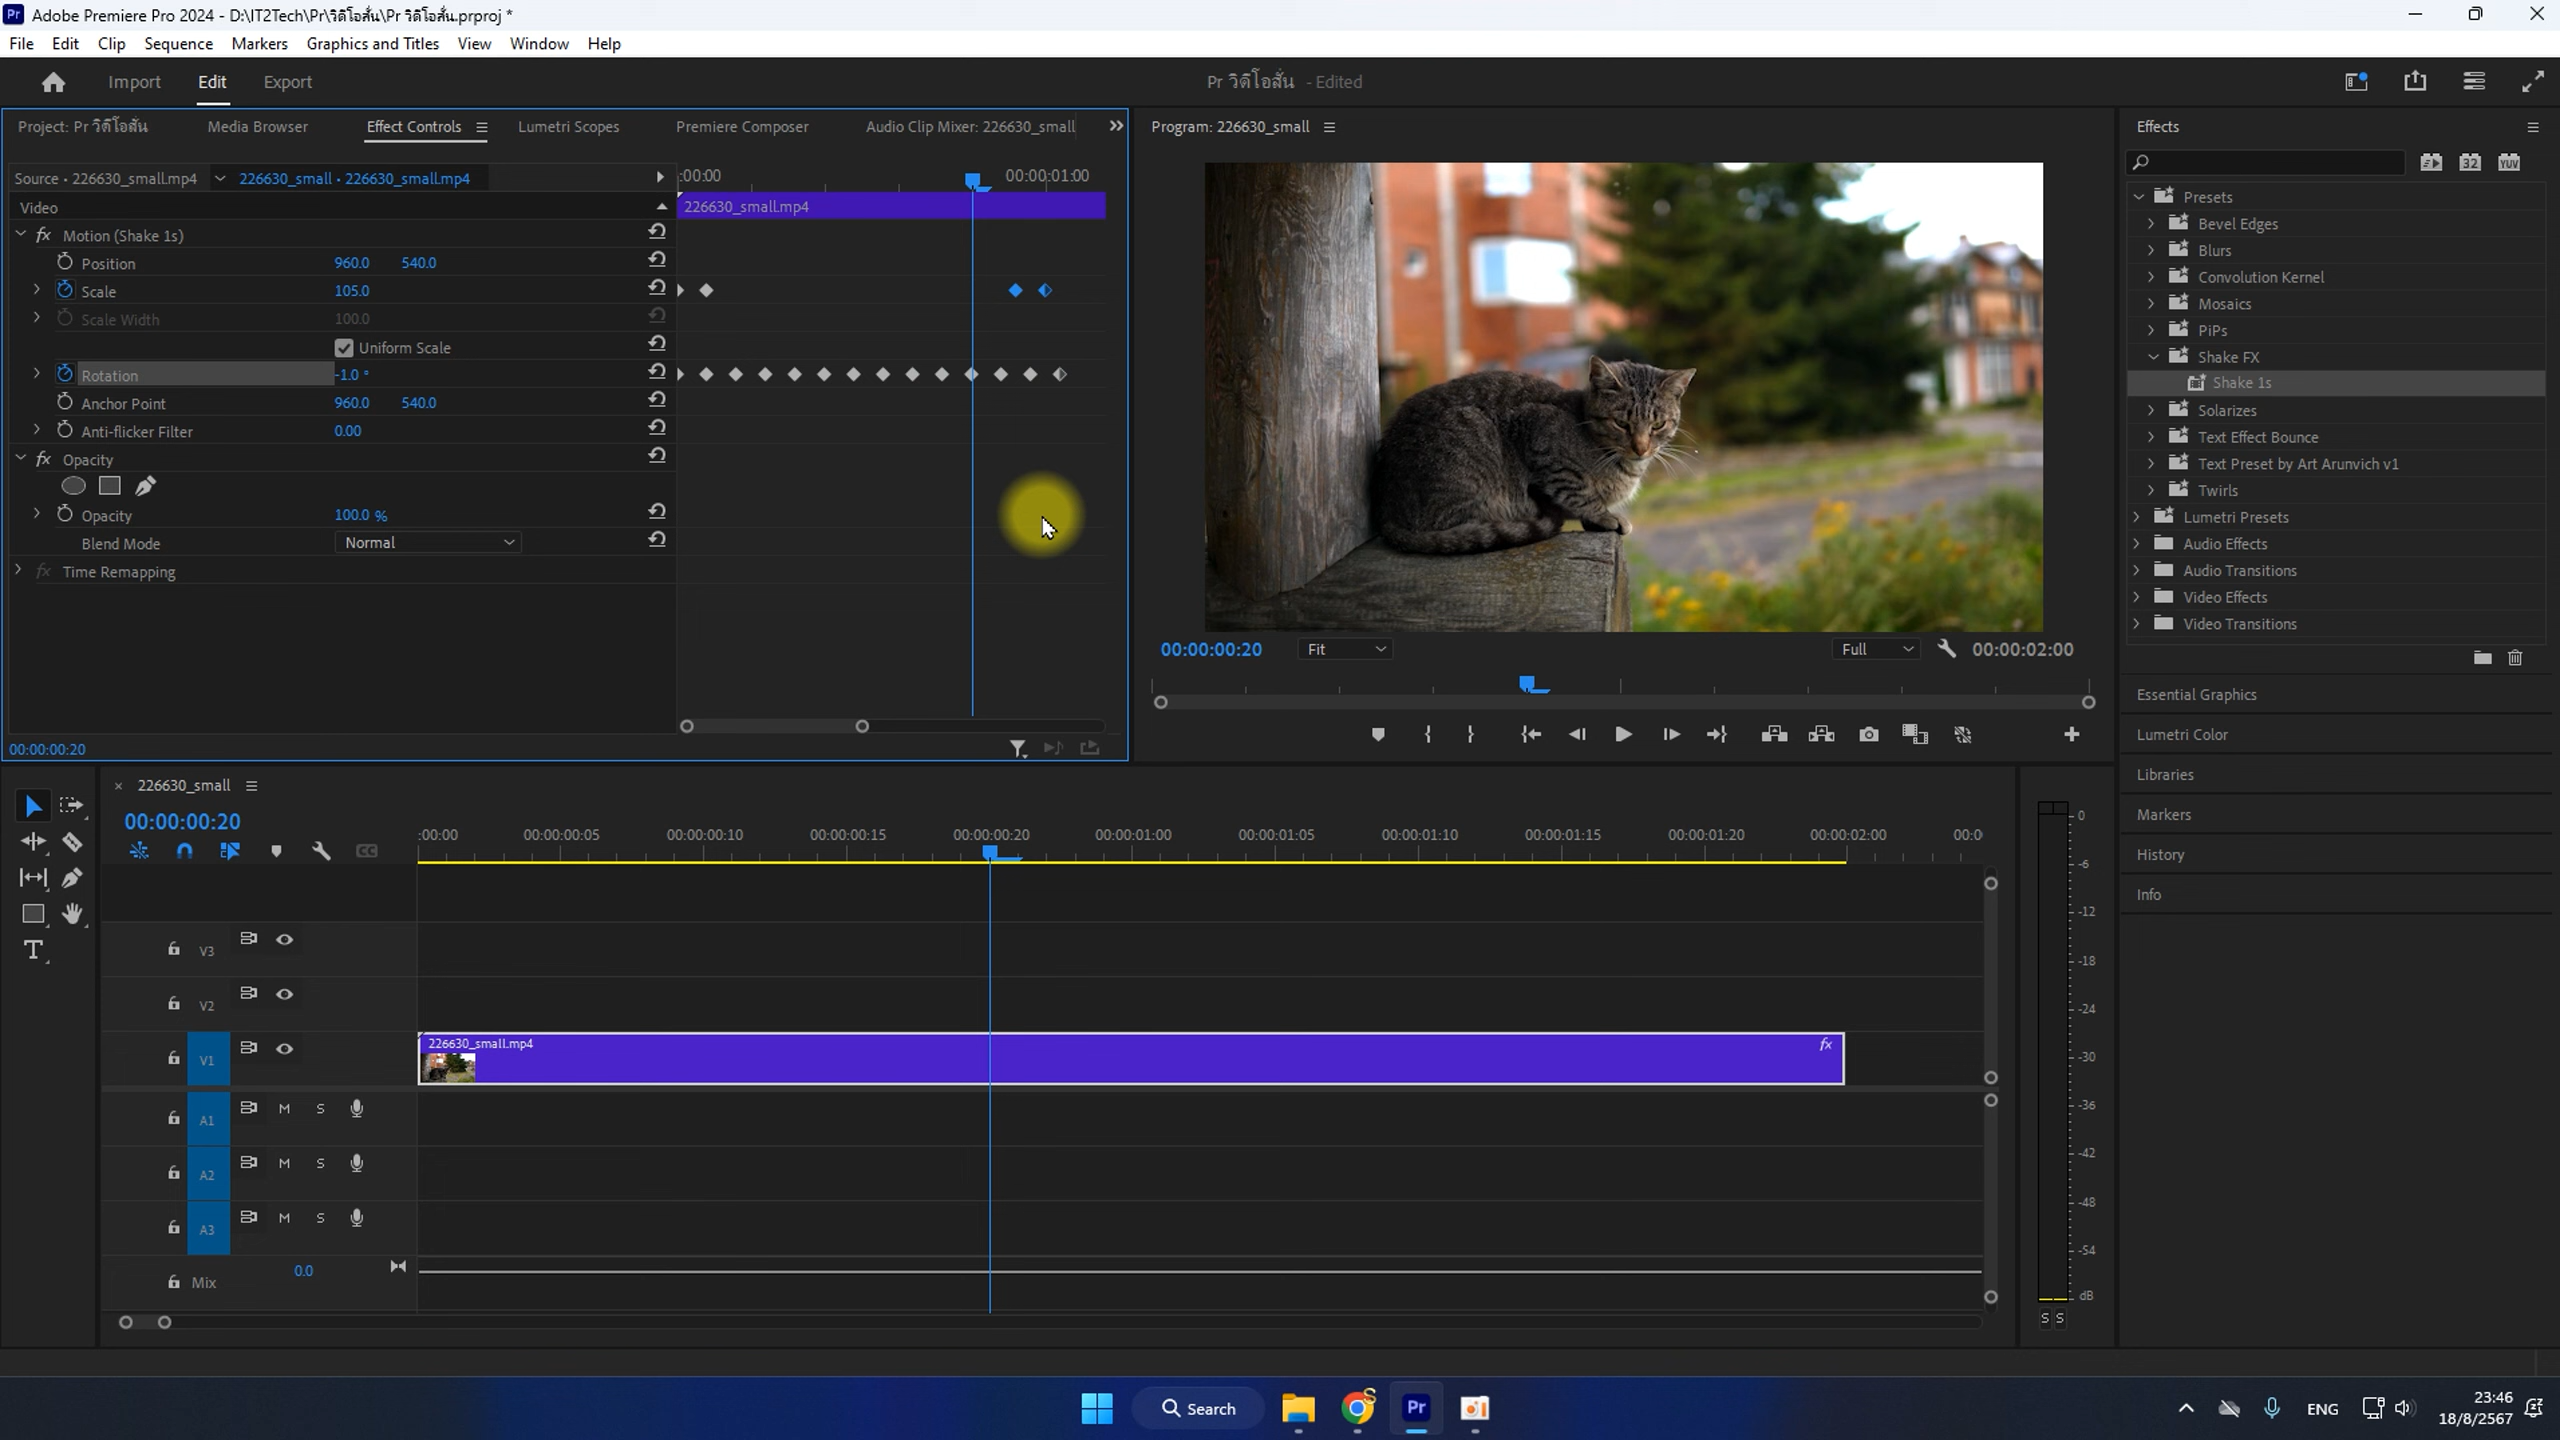 Adobe Premiere Pro 2024 - D:\IT2Tech\Pr\วิดีโอสั่น\Pr วิดีโอสั่น.prproj *
File Edit Clip Sequence Markers Graphics and Titles View Window Help
Import Edit Export
Pr วิดีโอสั่น - Edited
Project: Pr วิดีโอสั่น Media Browser Effect Controls Lumetri Scopes Premiere Composer Audio Clip Mixer: 226630_small
Source • 226630_small.mp4 226630_small • 226630_small.mp4
:00:00 00:00:01:00
Video
226630_small.mp4
Motion (Shake 1s)
Position 960.0 540.0
Scale 105.0
Scale Width 100.0
Uniform Scale
Rotation -1.0 °
Anchor Point 960.0 540.0
Anti-flicker Filter 0.00
Opacity
Opacity 100.0 %
Blend Mode Normal
Time Remapping
00:00:00:20
Program: 226630_small
00:00:00:20 Fit Full 00:00:02:00
Effects
32 YUV
Presets
Bevel Edges
Blurs
Convolution Kernel
Mosaics
PiPs
Shake FX
Shake 1s
Solarizes
Text Effect Bounce
Text Preset by Art Arunvich v1
Twirls
Lumetri Presets
Audio Effects
Audio Transitions
Video Effects
Video Transitions
Essential Graphics
Lumetri Color
Libraries
Markers
History
Info
× 226630_small
00:00:00:20
:00:00 00:00:00:05 00:00:00:10 00:00:00:15 00:00:00:20 00:00:01:00 00:00:01:05 00:00:01:10 00:00:01:15 00:00:01:20 00:00:02:00 00:0
CC
V3
V2
V1
226630_small.mp4 fx
A1 M S
A2 M S
A3 M S
Mix 0.0
0
-6
-12
-18
-24
-30
-36
-42
-48
-54
dB
S S
Search
Pr
ENG
23:46
18/8/2567